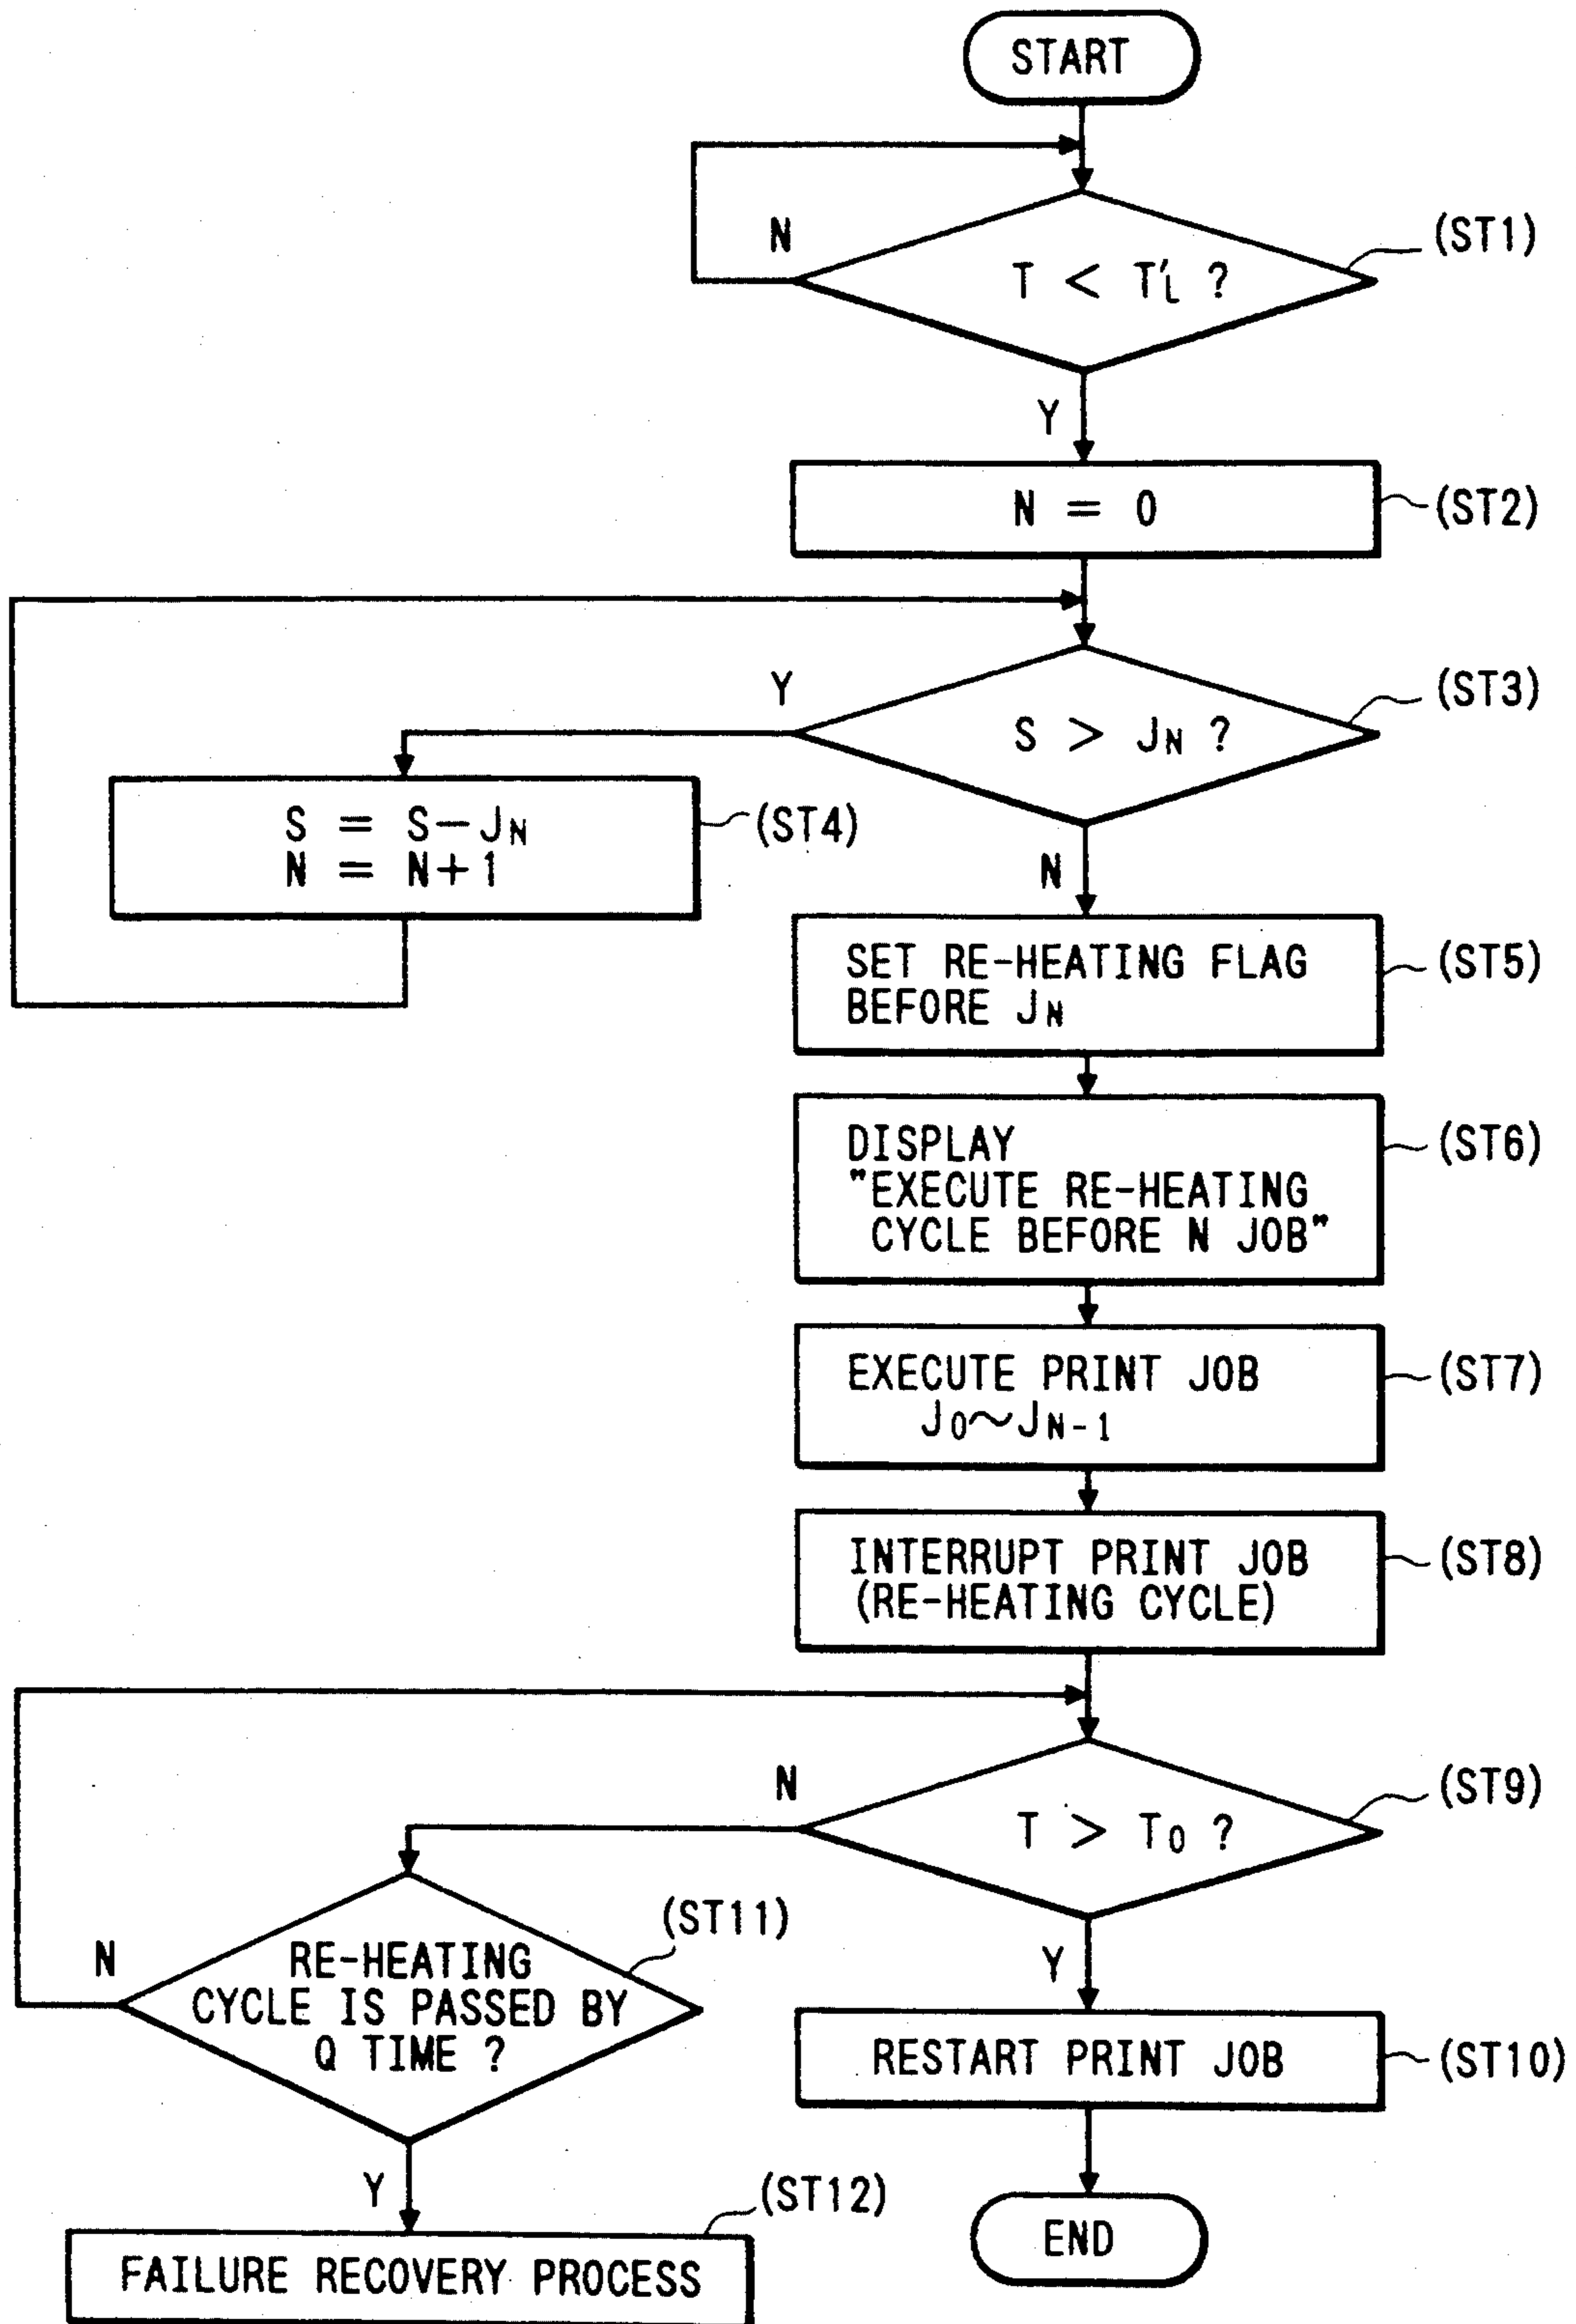 START
N
T < T'L ?
(ST1)
Y
N = 0
(ST2)
Y
S > JN ?
(ST3)
S = S-JN
N = N+1
(ST4)
N
SET RE-HEATING FLAG
BEFORE JN
(ST5)
DISPLAY
"EXECUTE RE-HEATING
CYCLE BEFORE N JOB"
(ST6)
EXECUTE PRINT JOB
J0~JN-1
(ST7)
INTERRUPT PRINT JOB
(RE-HEATING CYCLE)
(ST8)
N
T > T0 ?
(ST9)
(ST11)
N
RE-HEATING
CYCLE IS PASSED BY
Q TIME ?
Y
RESTART PRINT JOB
(ST10)
Y
(ST12)
FAILURE RECOVERY PROCESS
END